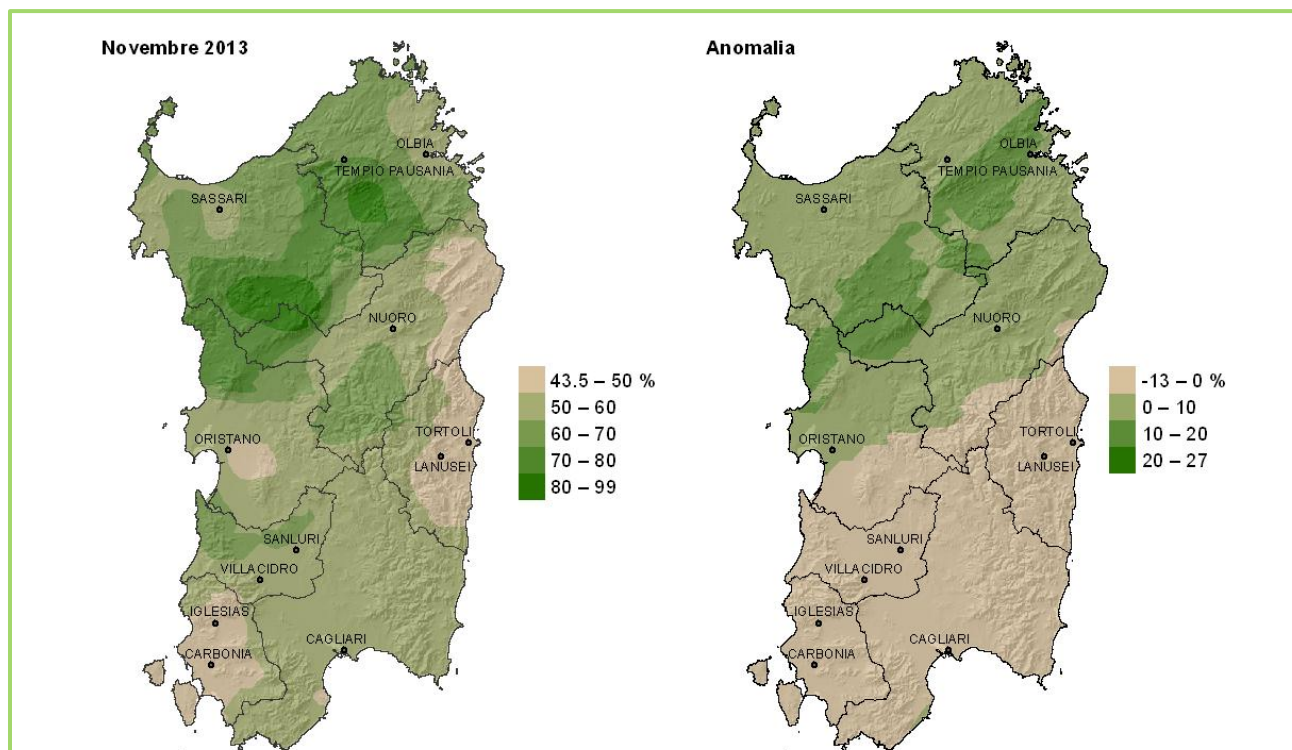 Novembre 2013
OLBIA
TEMPIO PAUSANIA
SASSARI
NUORO
ORISTANO
TORTOLI
LANUSEI
SANLURI
VILLACIDRO
IGLESIAS
CAGLIARI
CARBONIA
43.5 – 50 %
50 – 60
60 – 70
70 – 80
80 – 99
Anomalia
OLBIA
TEMPIO PAUSANIA
SASSARI
NUORO
ORISTANO
TORTOLI
LANUSEI
SANLURI
VILLACIDRO
IGLESIAS
CAGLIARI
CARBONIA
-13 – 0 %
0 – 10
10 – 20
20 – 27